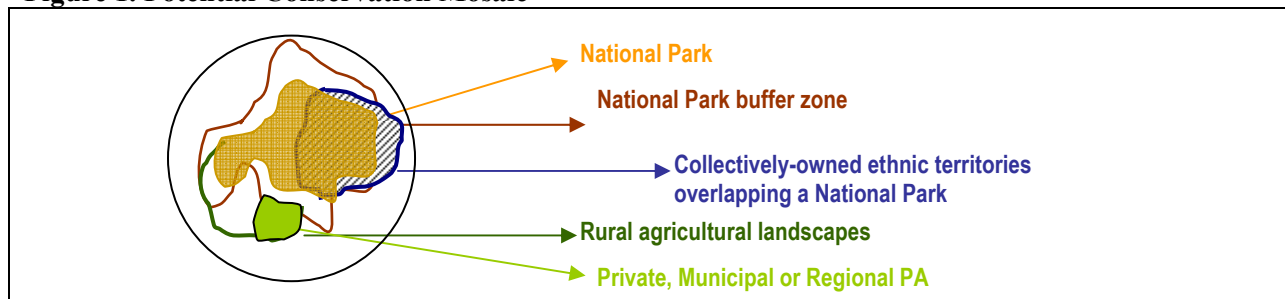 Figure 1. Potential Conservation Mosaic
National Park
National Park buffer zone
Collectively-owned ethnic territories
overlapping a National Park
Rural agricultural landscapes
Private, Municipal or Regional PA